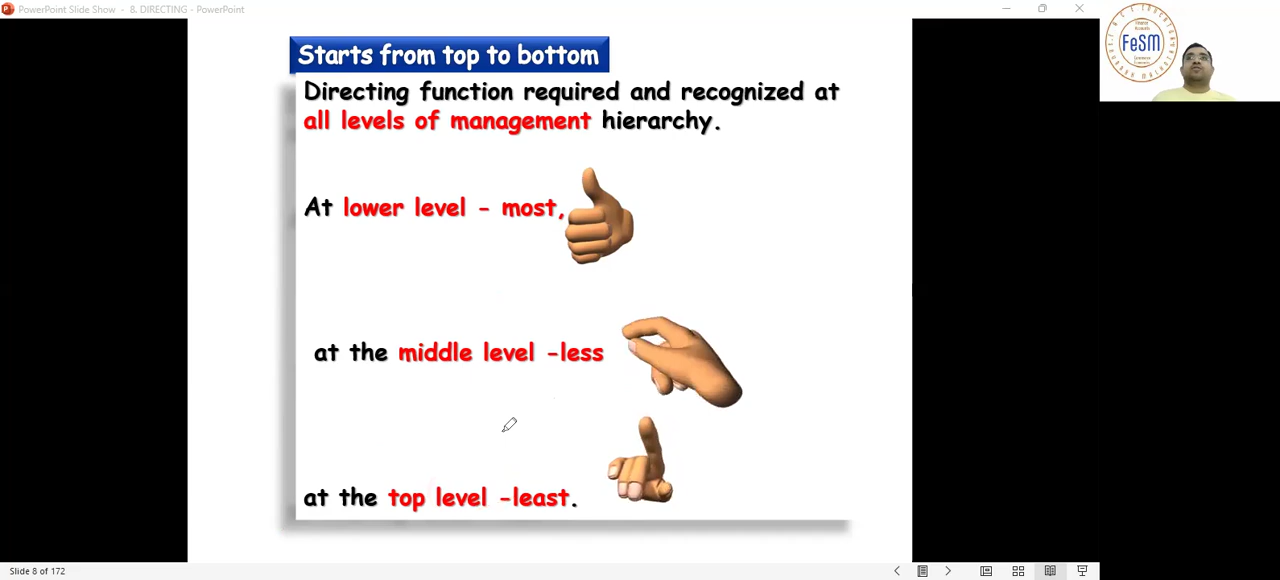 PowerPoint Slide Show - 8. DIRECTING - PowerPoint
Starts from top to bottom
Directing function required and recognized at
all levels of management hierarchy.
At lower level - most,
at the middle level -less
at the top level -least.
FeSM
Slide 8 of 172